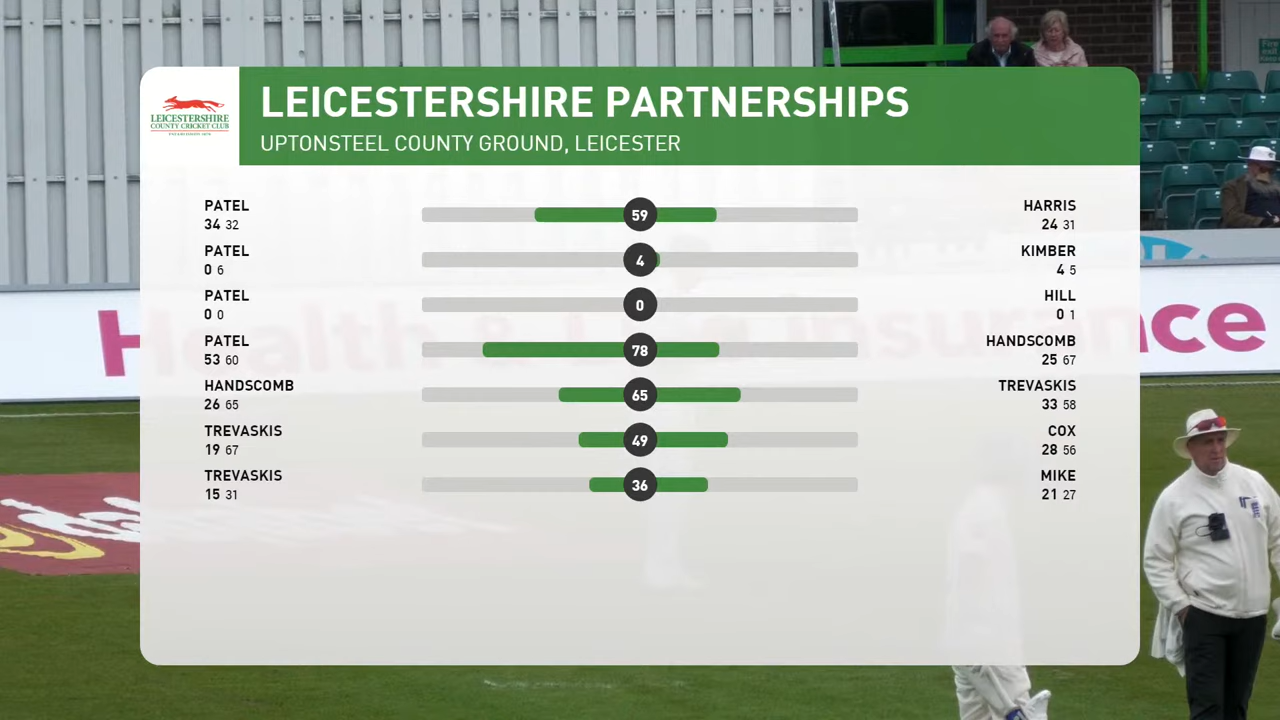 LEICESTERSHIRE
COUNTY CRICKET CLUB
LEICESTERSHIRE PARTNERSHIPS
UPTONSTEEL COUNTY GROUND, LEICESTER
PATEL
34 32
59
HARRIS
24 31
PATEL
0 6
4
KIMBER
4 5
PATEL
0 0
0
HILL
0 1
PATEL
53 60
78
HANDSCOMB
25 67
HANDSCOMB
26 65
65
TREVASKIS
33 58
TREVASKIS
19 67
49
COX
28 56
TREVASKIS
15 31
36
MIKE
21 27
Health & Life Insurance